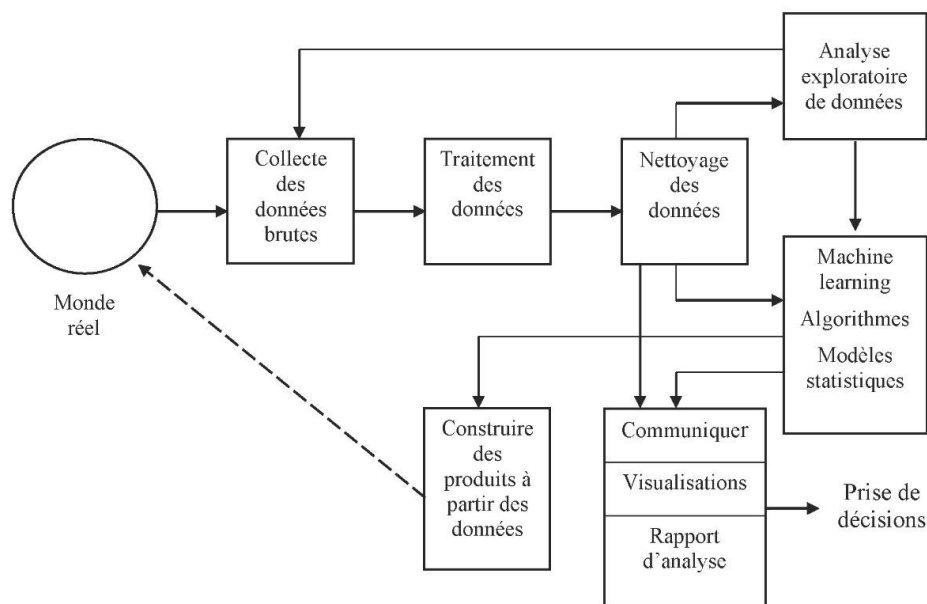 Analyse
exploratoire
de données
Collecte
des
données
brutes
Traitement
des
données
Nettoyage
des
données
Monde
réel
Machine
learning
Algorithmes
Modèles
statistiques
Construire
des
produits à
partir des
données
Communiquer
Visualisations
Rapport
d’analyse
Prise de
décisions